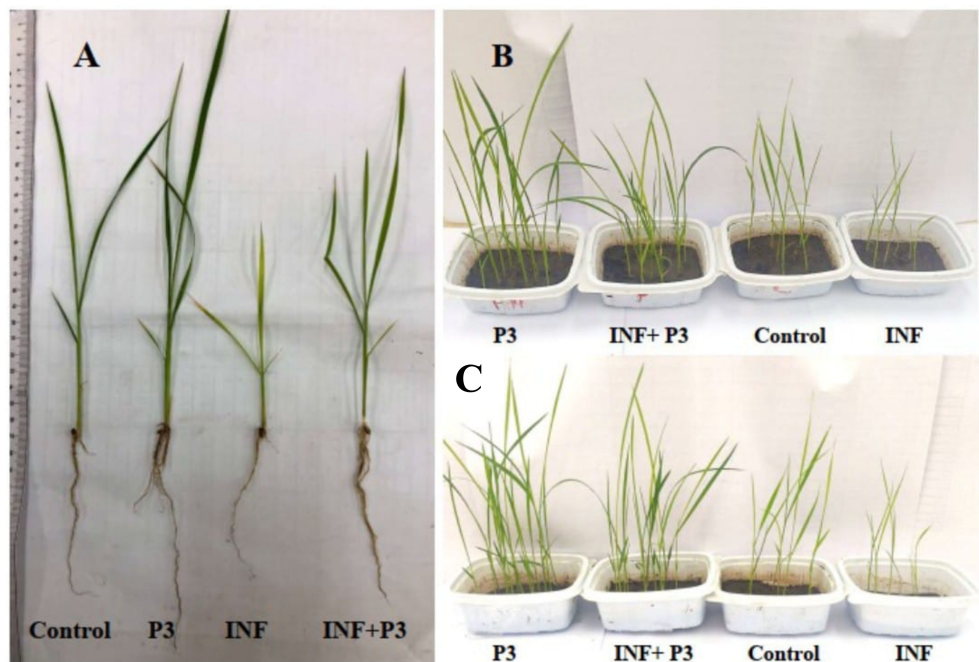 A
Control P3 INF INF+P3
B
P3 INF+ P3 Control INF
C
P3 INF+ P3 Control INF